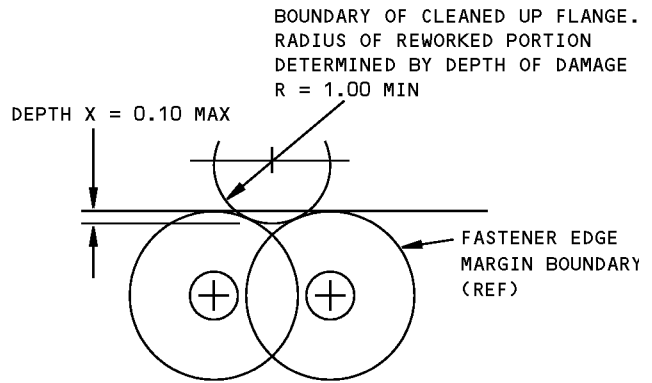 BOUNDARY OF CLEANED UP FLANGE.
RADIUS OF REWORKED PORTION
DETERMINED BY DEPTH OF DAMAGE
R = 1.00 MIN
DEPTH X = 0.10 MAX
FASTENER EDGE
MARGIN BOUNDARY
(REF)